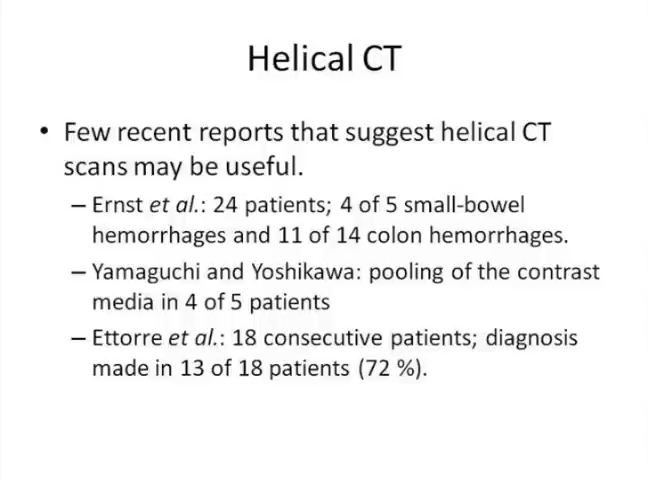 Helical CT
• Few recent reports that suggest helical CT
scans may be useful.
– Ernst et al.: 24 patients; 4 of 5 small-bowel
hemorrhages and 11 of 14 colon hemorrhages.
– Yamaguchi and Yoshikawa: pooling of the contrast
media in 4 of 5 patients
– Ettorre et al.: 18 consecutive patients; diagnosis
made in 13 of 18 patients (72 %).